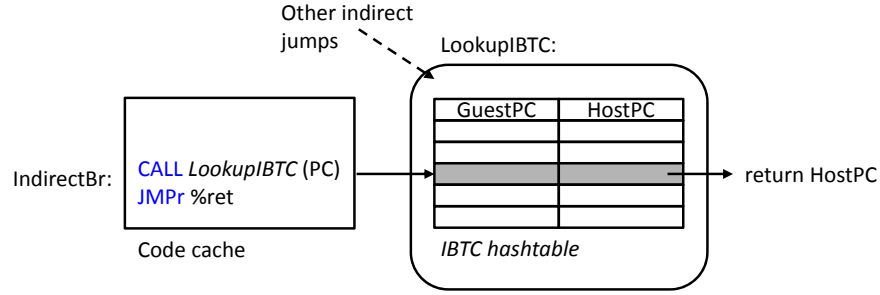 Other indirect
jumps
LookupIBTC:
GuestPC HostPC
IndirectBr:
CALL LookupIBTC (PC)
JMPr %ret
return HostPC
Code cache
IBTC hashtable